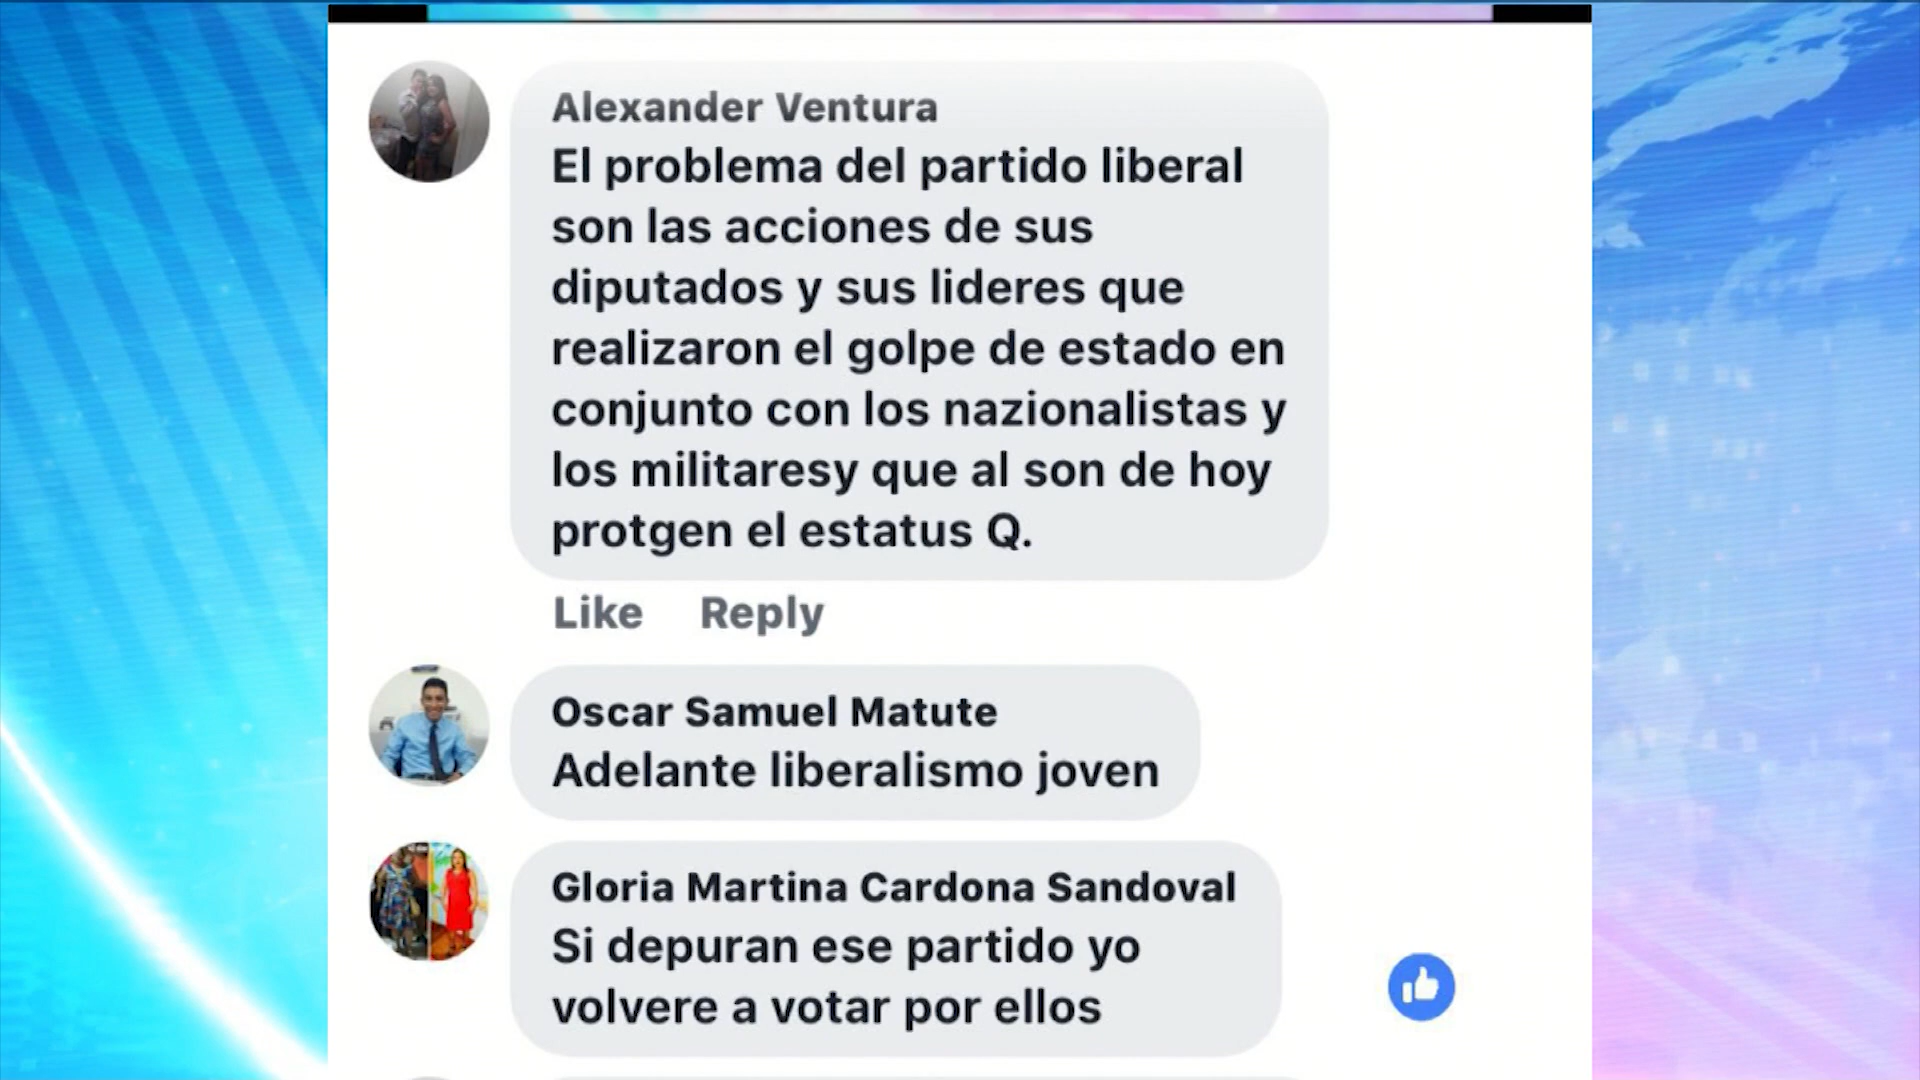 Alexander Ventura
El problema del partido liberal
son las acciones de sus
diputados y sus lideres que
realizaron el golpe de estado en
conjunto con los nazionalistas y
los militaresy que al son de hoy
protgen el estatus Q.
Like Reply
Oscar Samuel Matute
Adelante liberalismo joven
Gloria Martina Cardona Sandoval
Si depuran ese partido yo
volvere a votar por ellos